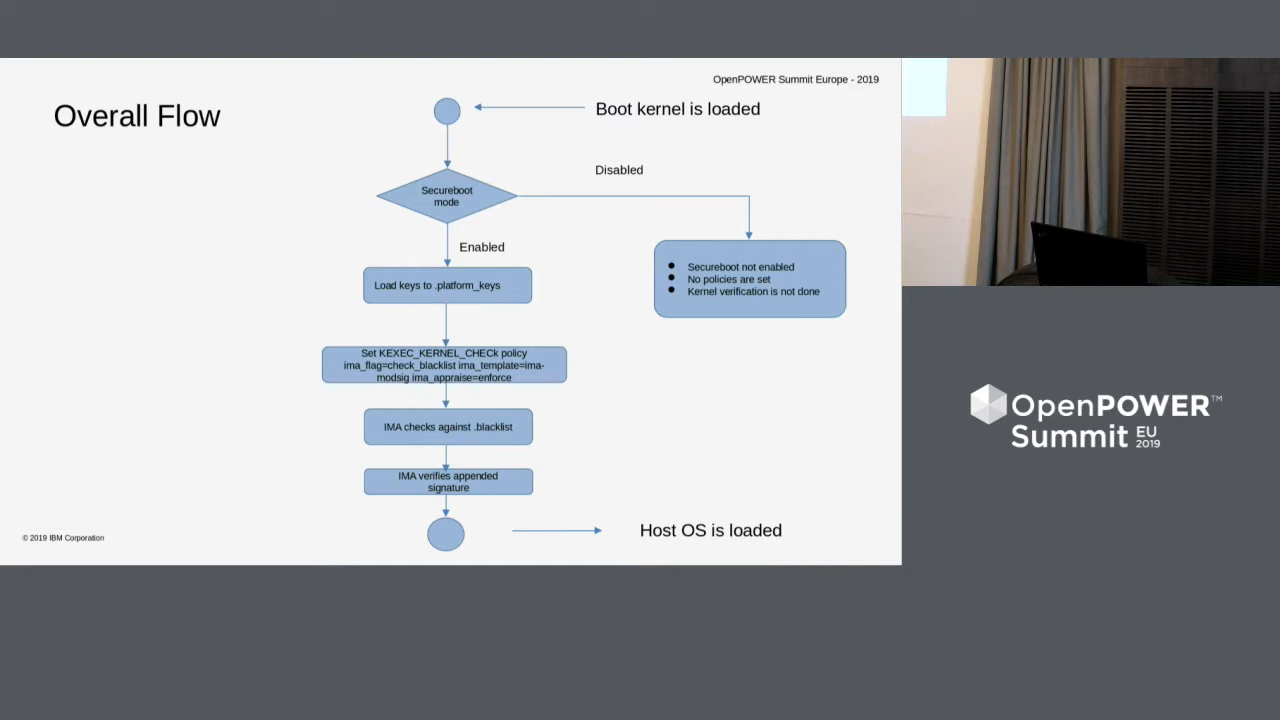 OpenPOWER Summit Europe - 2019
Overall Flow
Boot kernel is loaded
Disabled
Secureboot
mode
Enabled
Secureboot not enabled
No policies are set
Kernel verification is not done
Load keys to .platform_keys
Set KEXEC_KERNEL_CHECk policy
ima_flag=check_blacklist ima_template=ima-
modsig ima_appraise=enforce
IMA checks against .blacklist
IMA verifies appended
signature
Host OS is loaded
© 2019 IBM Corporation
OpenPOWER™
Summit EU
2019